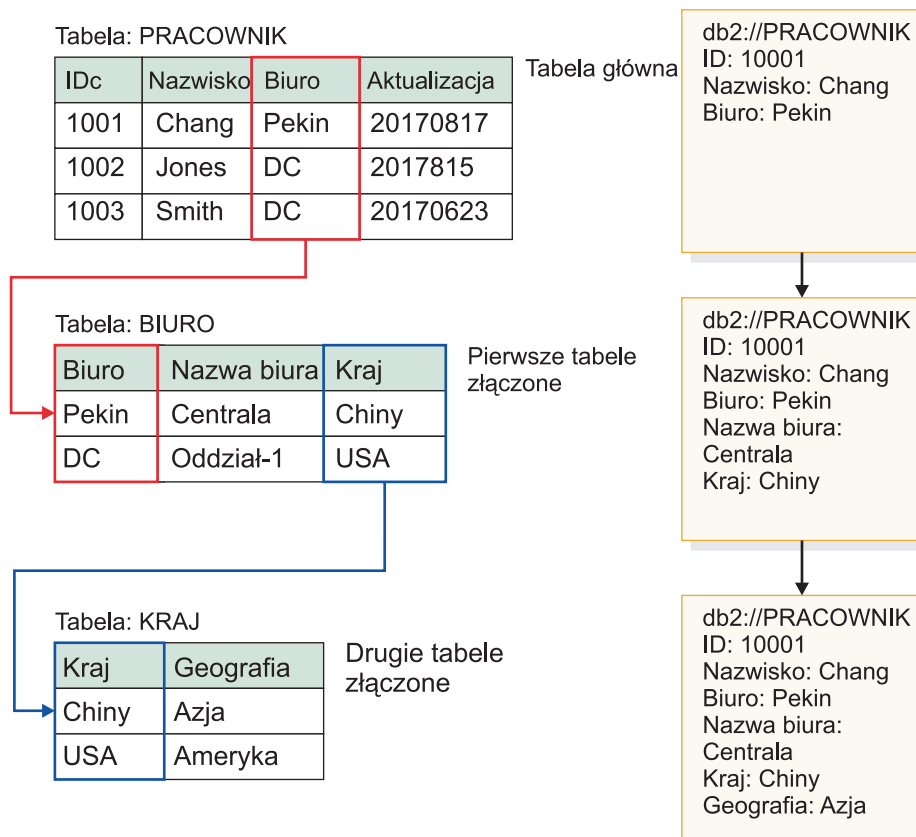 Tabela: PRACOWNIK
Tabela główna
IDc Nazwisko Biuro Aktualizacja
1001 Chang Pekin 20170817
1002 Jones DC 2017815
1003 Smith DC 20170623
db2://PRACOWNIK
ID: 10001
Nazwisko: Chang
Biuro: Pekin
Tabela: BIURO
Pierwsze tabele
złączone
Biuro Nazwa biura Kraj
Pekin Centrala Chiny
DC Oddział-1 USA
db2://PRACOWNIK
ID: 10001
Nazwisko: Chang
Biuro: Pekin
Nazwa biura:
Centrala
Kraj: Chiny
Tabela: KRAJ
Drugie tabele
złączone
Kraj Geografia
Chiny Azja
USA Ameryka
db2://PRACOWNIK
ID: 10001
Nazwisko: Chang
Biuro: Pekin
Nazwa biura:
Centrala
Kraj: Chiny
Geografia: Azja